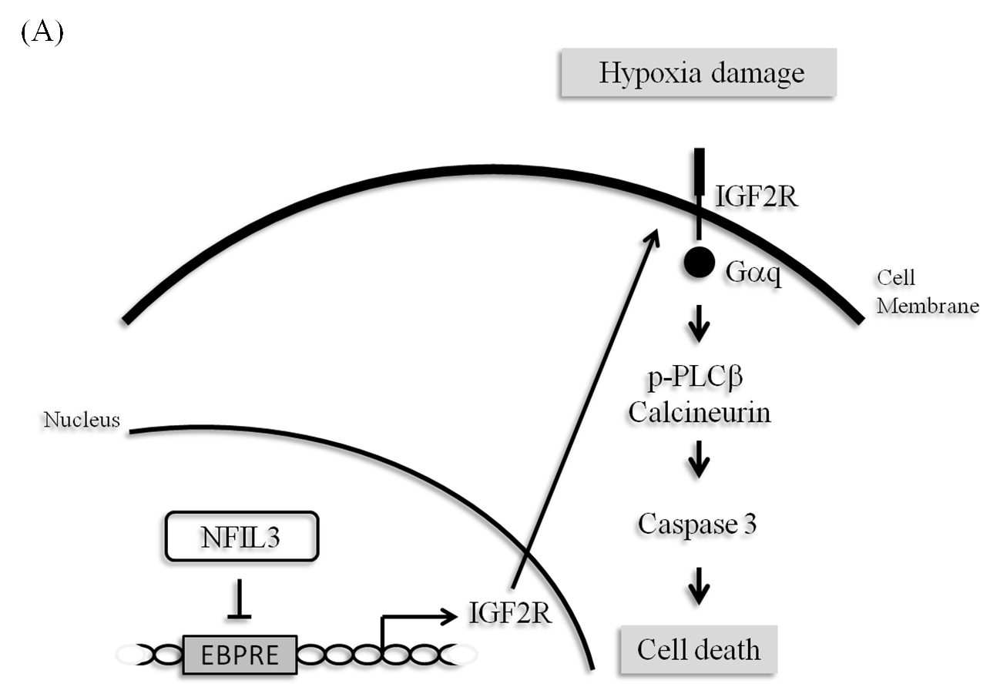 (A)
Hypoxia damage
IGF2R
Gαq
Cell
Membrane
p-PLCβ
Calcineurin
Nucleus
Caspase 3
NFIL3
IGF2R
EBPRE
Cell death